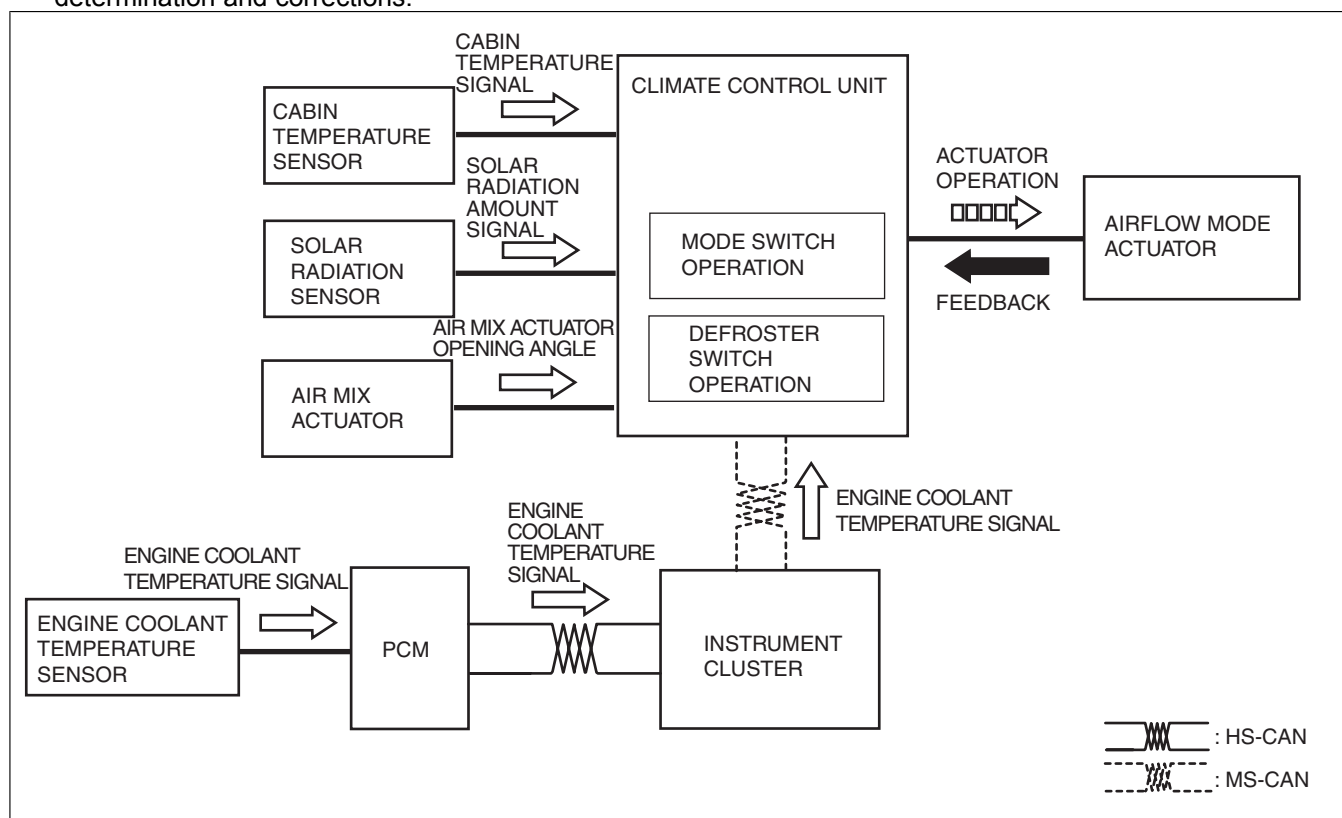 determination and corrections.
CABIN
TEMPERATURE
SIGNAL
CABIN
TEMPERATURE
SENSOR
SOLAR
RADIATION
AMOUNT
SIGNAL
SOLAR
RADIATION
SENSOR
AIR MIX ACTUATOR
OPENING ANGLE
AIR MIX
ACTUATOR
CLIMATE CONTROL UNIT
MODE SWITCH
OPERATION
DEFROSTER
SWITCH
OPERATION
ACTUATOR
OPERATION
FEEDBACK
AIRFLOW MODE
ACTUATOR
ENGINE COOLANT
TEMPERATURE SIGNAL
ENGINE COOLANT
TEMPERATURE
SENSOR
ENGINE COOLANT
TEMPERATURE SIGNAL
PCM
ENGINE
COOLANT
TEMPERATURE
SIGNAL
INSTRUMENT
CLUSTER
: HS-CAN
: MS-CAN